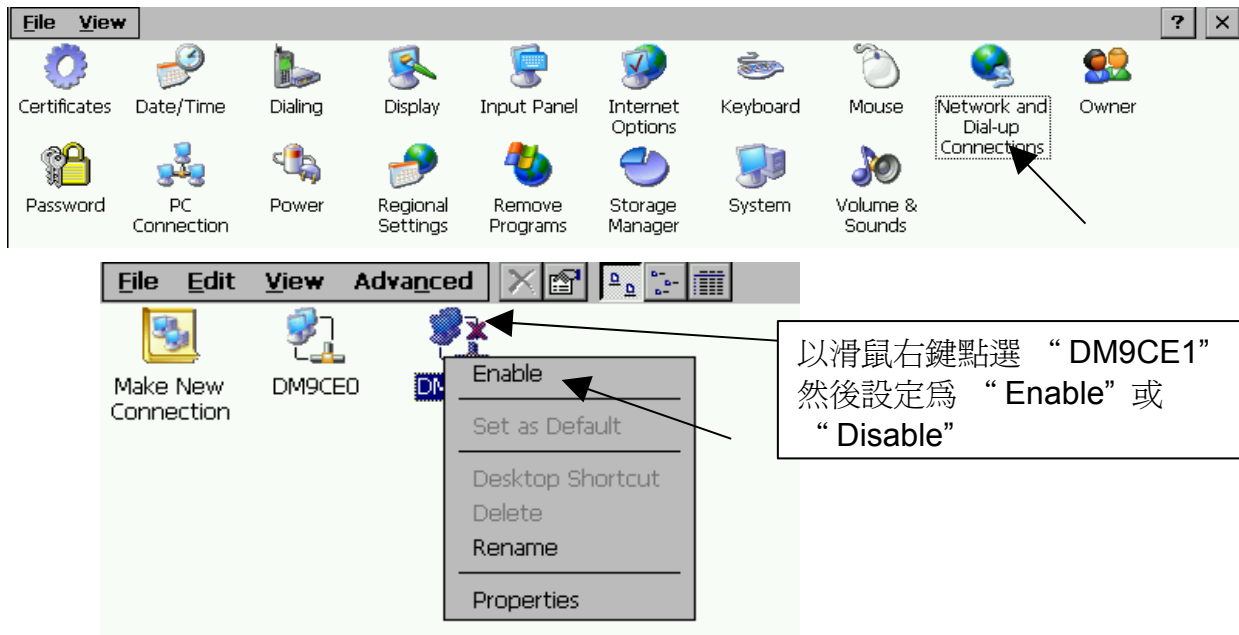 File View ? ×
Certificates Date/Time Dialing Display Input Panel Internet Options Keyboard Mouse Network and Dial-up Connections Owner
Password PC Connection Power Regional Settings Remove Programs Storage Manager System Volume & Sounds
File Edit View Advanced
Make New Connection DM9CE0 DM
Enable
Set as Default
Desktop Shortcut
Delete
Rename
Properties
以滑鼠右鍵點選 “DM9CE1”
然後設定為 “Enable” 或
“Disable”